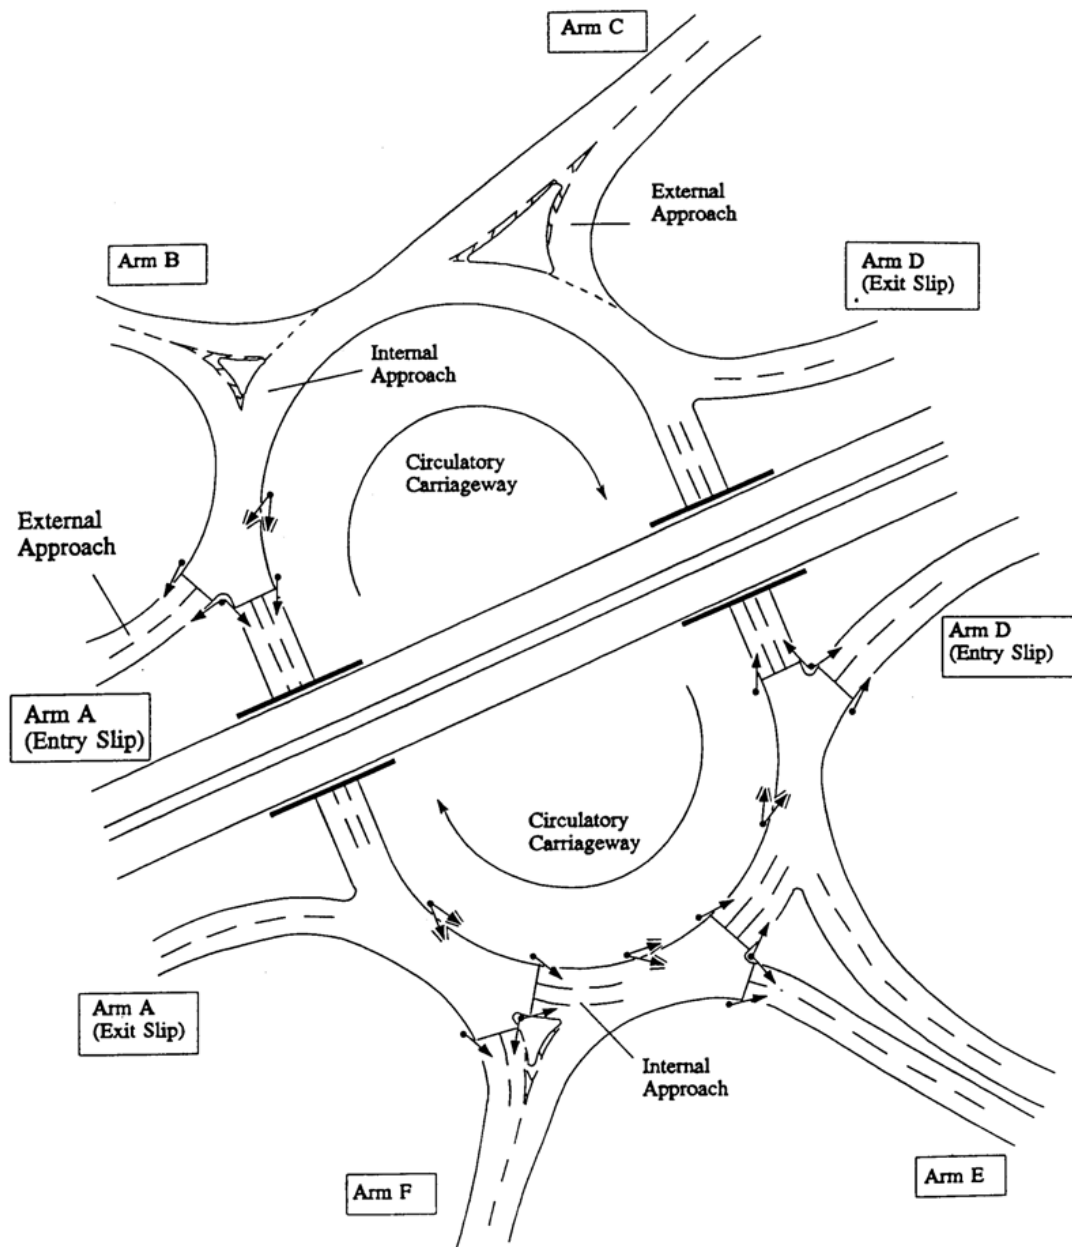 Arm C
External
Approach
Arm B
Arm D
(Exit Slip)
Internal
Approach
Circulatory
Carriageway
External
Approach
Arm D
(Entry Slip)
Arm A
(Entry Slip)
Circulatory
Carriageway
Arm A
(Exit Slip)
Internal
Approach
Arm E
Arm F